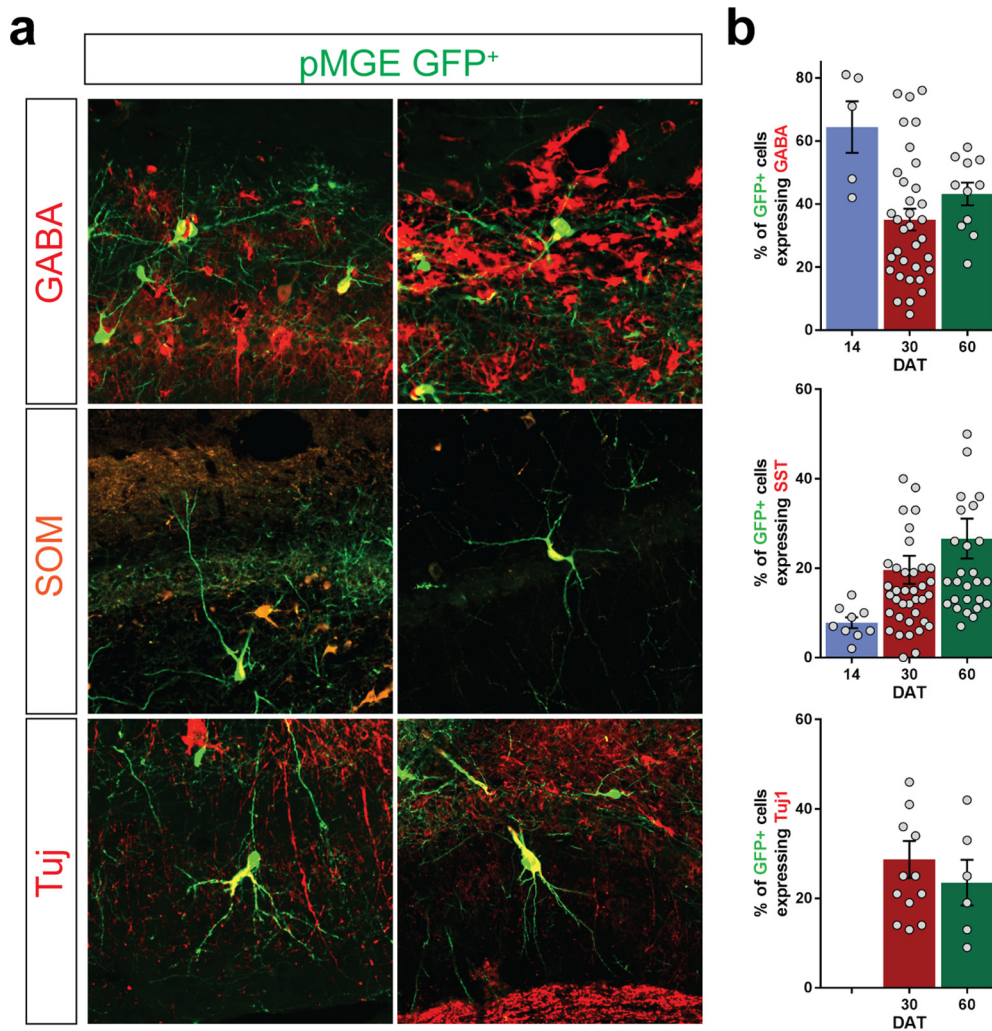 a
pMGE GFP+
GABA
SOM
Tuj
b
% of GFP+ cells
expressing GABA
80
60
40
20
0
14
30
60
DAT
% of GFP+ cells
expressing SST
60
40
20
0
14
30
60
DAT
% of GFP+ cells
expressing Tuj1
60
40
20
0
30
60
DAT